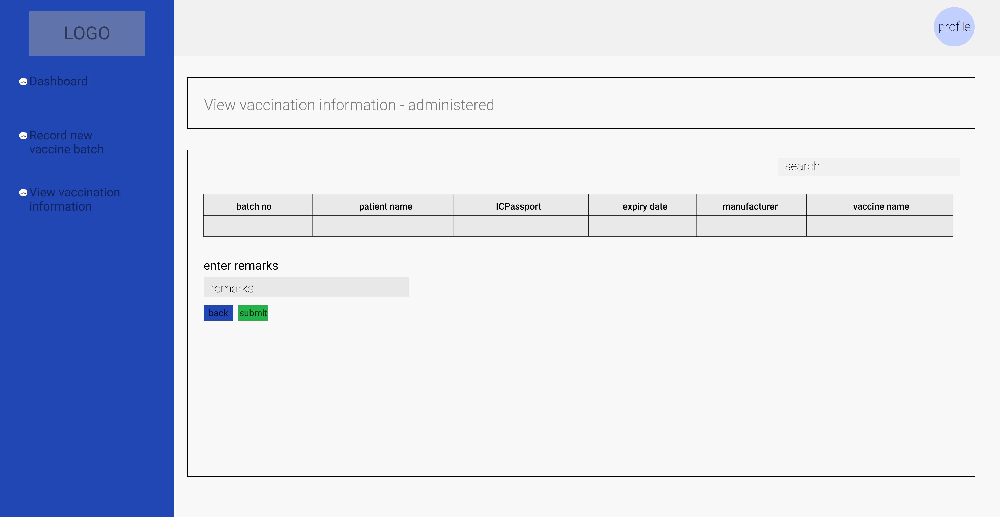 LOGO
profile
icon Dashboard
icon Record new
vaccine batch
icon View vaccination
information
View vaccination information - administered
search
batch no patient name ICPassport expiry date manufacturer vaccine name
enter remarks
remarks
back submit